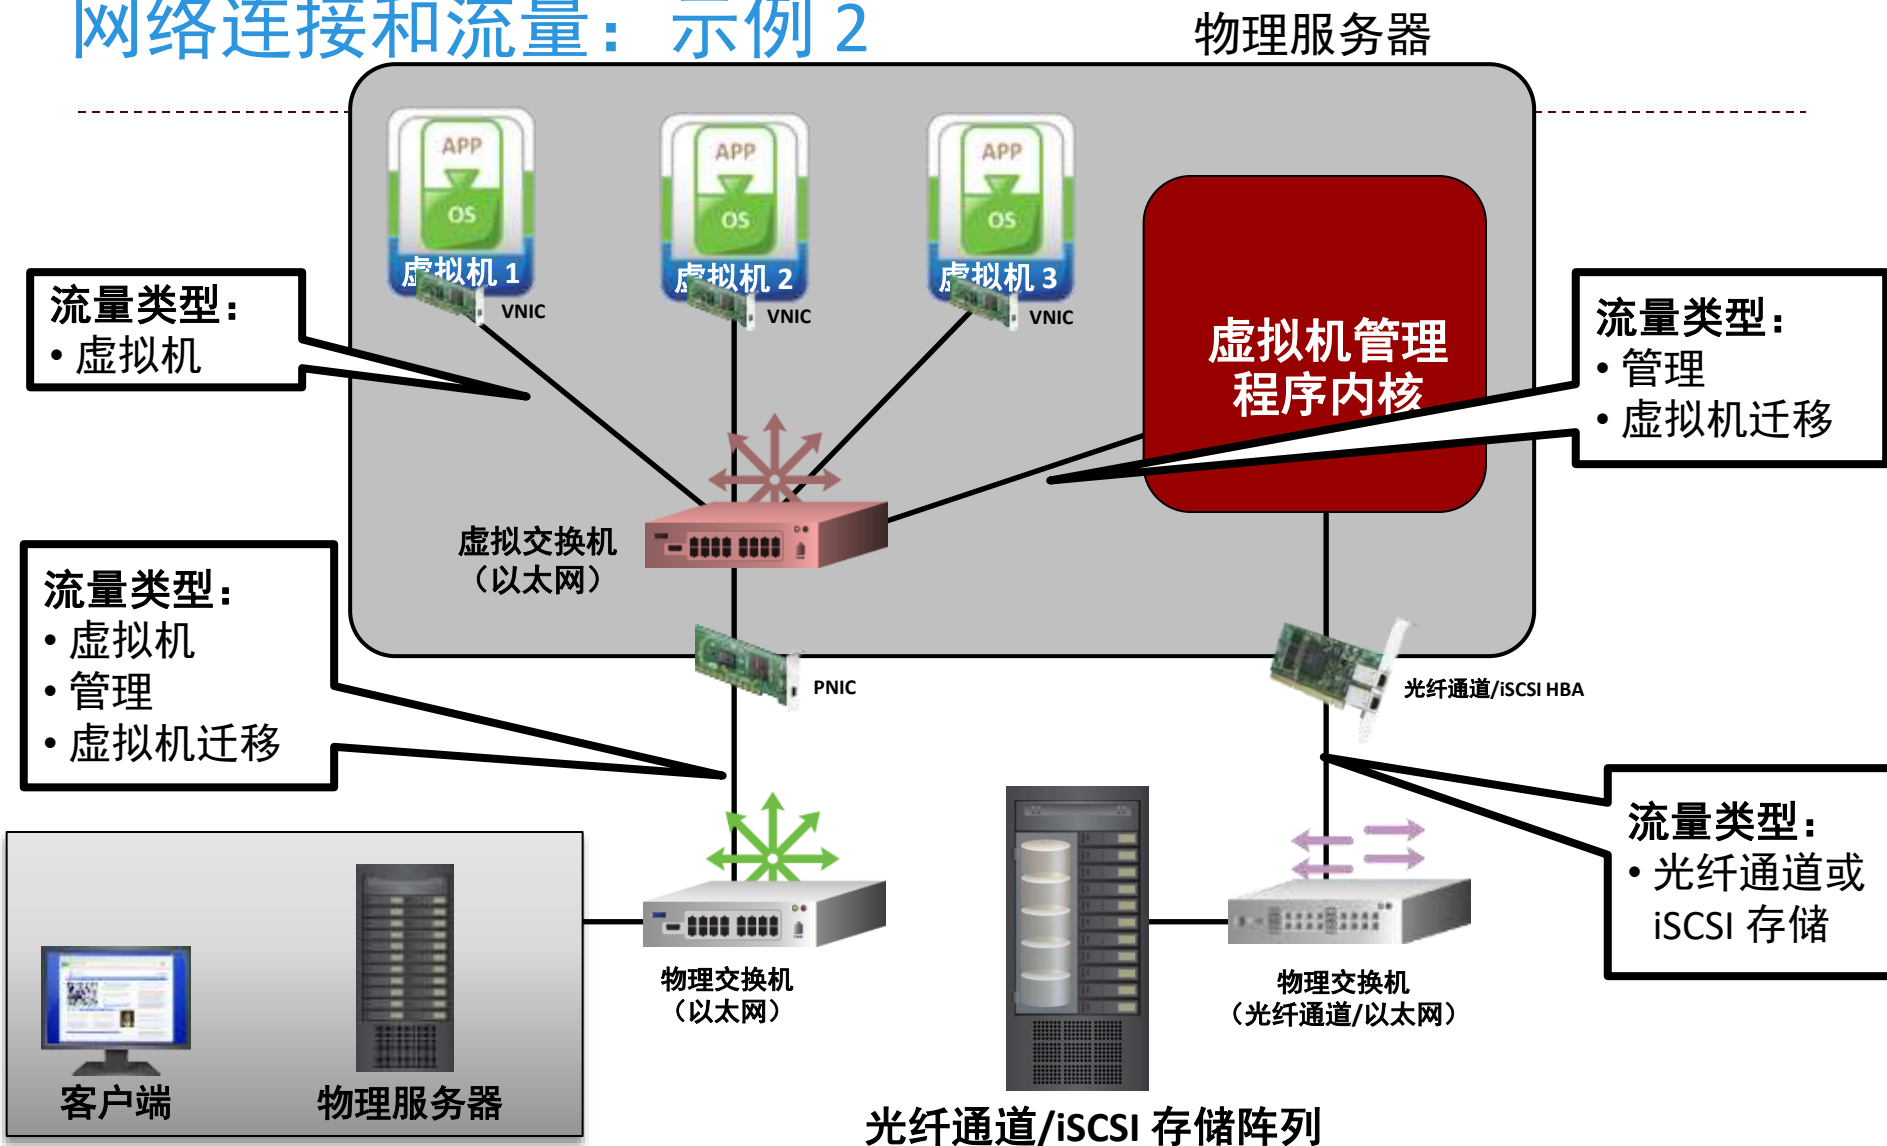 网络连接和流量：示例 2
物理服务器
APP
OS
虚拟机 1
VNIC
APP
OS
虚拟机 2
VNIC
APP
OS
虚拟机 3
VNIC
虚拟机管理
程序内核
流量类型：
• 虚拟机
流量类型：
• 管理
• 虚拟机迁移
虚拟交换机
（以太网）
流量类型：
• 虚拟机
• 管理
• 虚拟机迁移
PNIC
光纤通道/iSCSI HBA
流量类型：
• 光纤通道或
iSCSI 存储
物理交换机
（以太网）
物理交换机
（光纤通道/以太网）
客户端
物理服务器
光纤通道/iSCSI 存储阵列